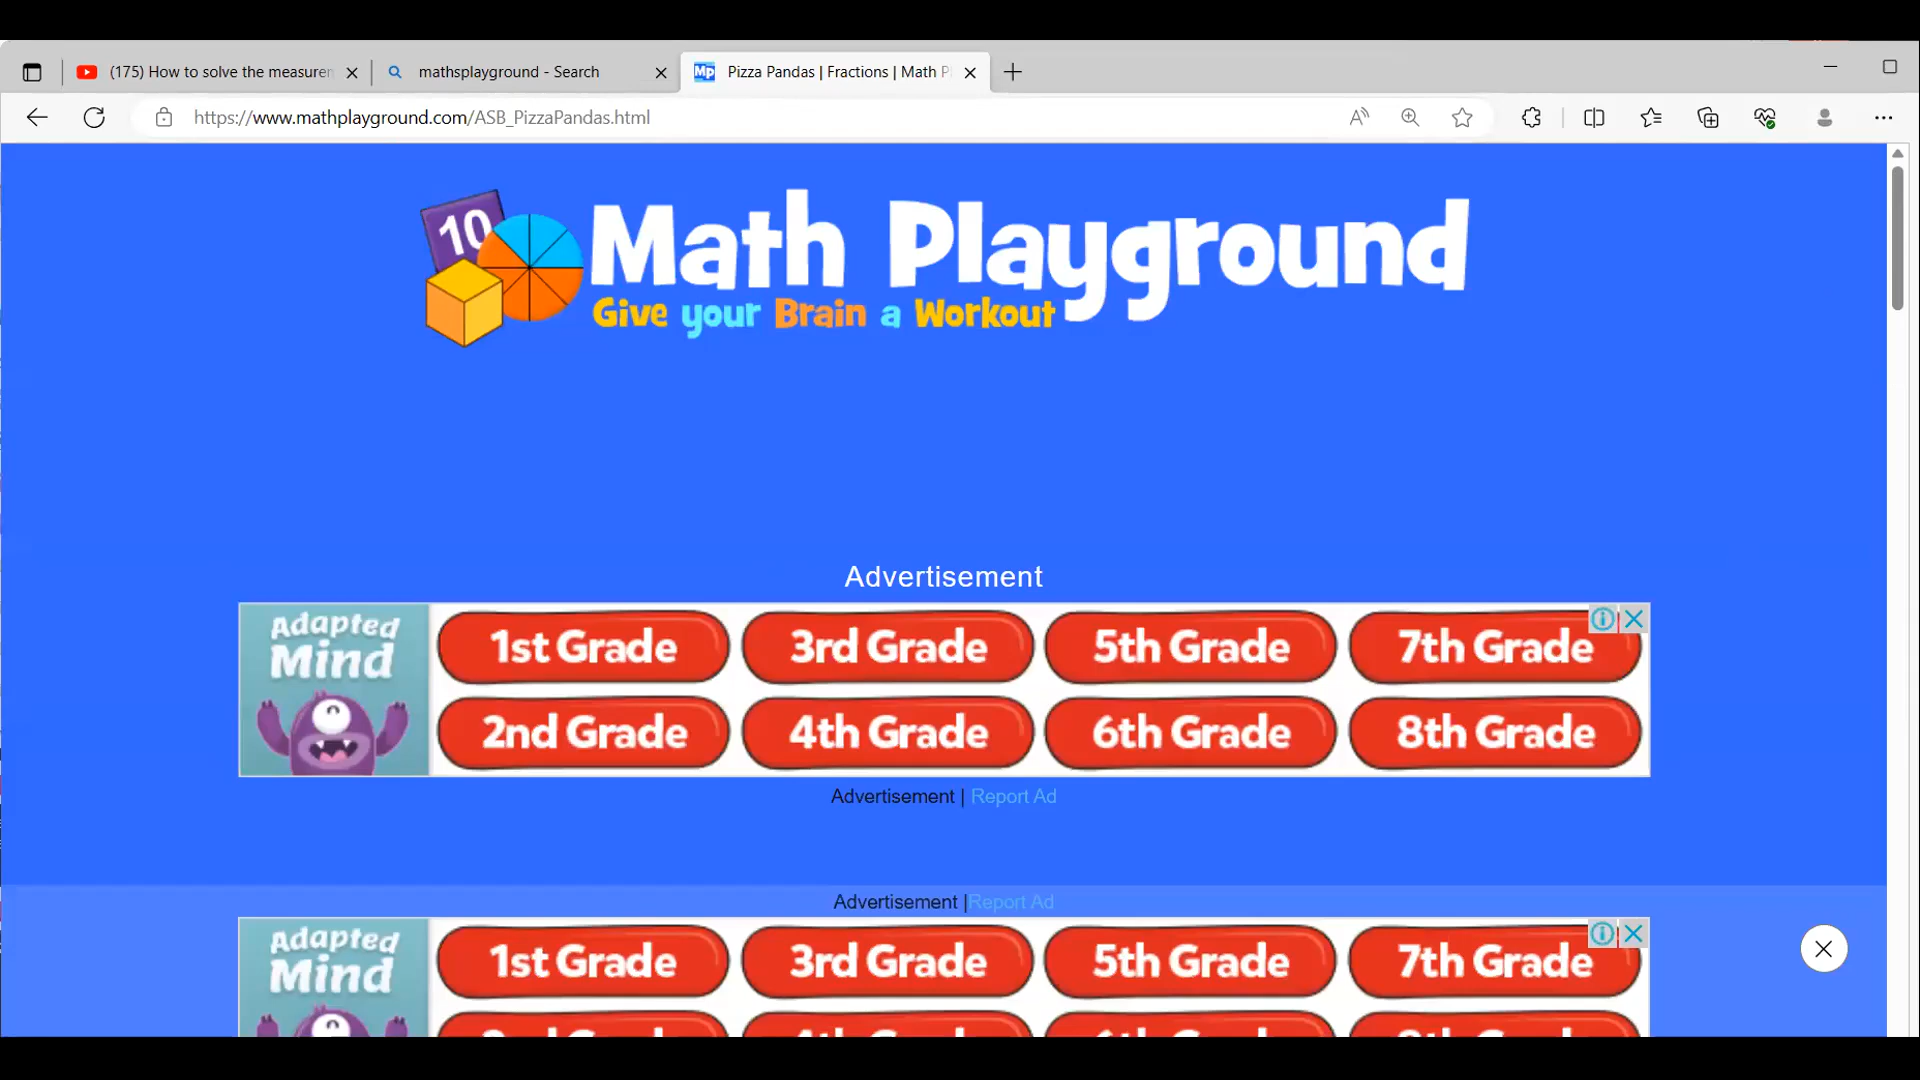 (175) How to solve the measuren
mathsplayground - Search
Mp
Pizza Pandas | Fractions | Math P
https://www.mathplayground.com/ASB_PizzaPandas.html
10
Math Playground
Give your Brain a Workout
Advertisement
Adapted
Mind
1st Grade
3rd Grade
5th Grade
7th Grade
2nd Grade
4th Grade
6th Grade
8th Grade
Advertisement | Report Ad
Advertisement |Report Ad
Adapted
Mind
1st Grade
3rd Grade
5th Grade
7th Grade